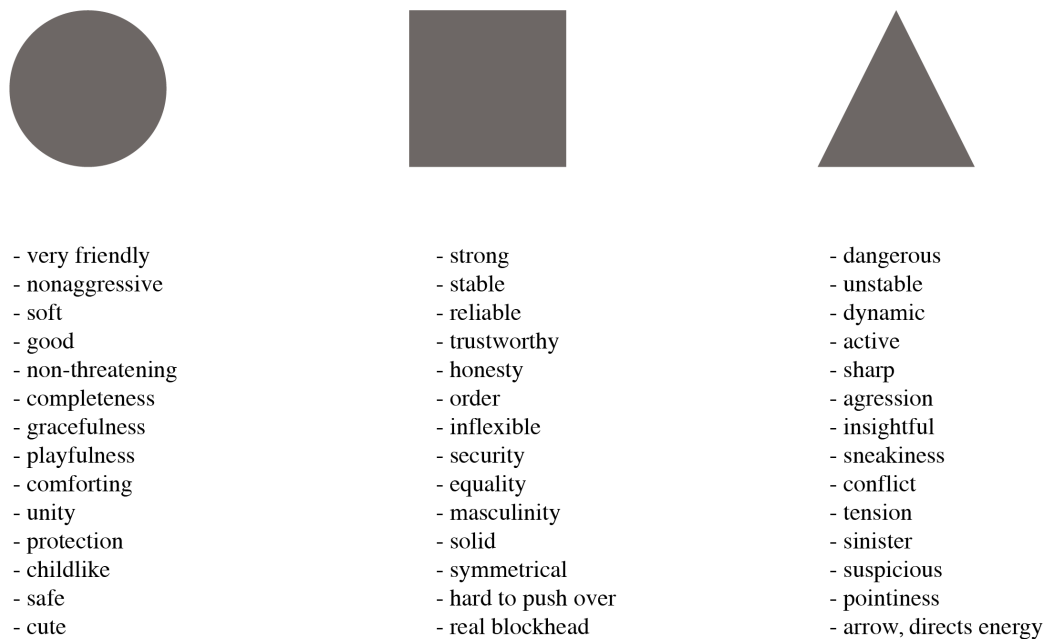 - very friendly
- nonaggressive
- soft
- good
- non-threatening
- completeness
- gracefulness
- playfulness
- comforting
- unity
- protection
- childlike
- safe
- cute
- strong
- stable
- reliable
- trustworthy
- honesty
- order
- inflexible
- security
- equality
- masculinity
- solid
- symmetrical
- hard to push over
- real blockhead
- dangerous
- unstable
- dynamic
- active
- sharp
- agression
- insightful
- sneakiness
- conflict
- tension
- sinister
- suspicious
- pointiness
- arrow, directs energy